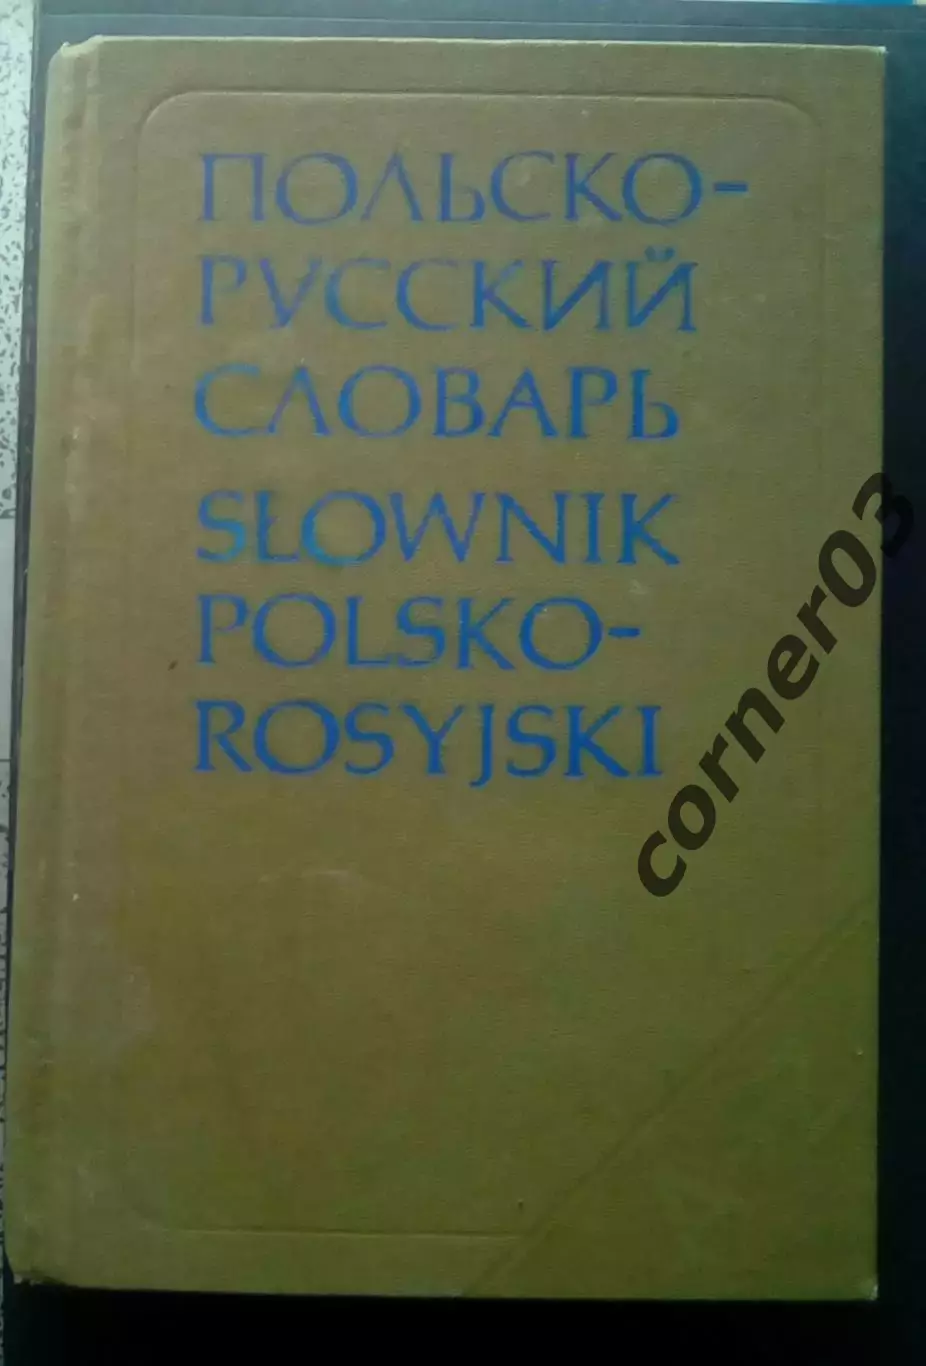 ПОЛЬСКО-
РУССКИЙ
СЛОВАРЬ
SŁOWNIK
POLSKO-
ROSYJSKI
corner03